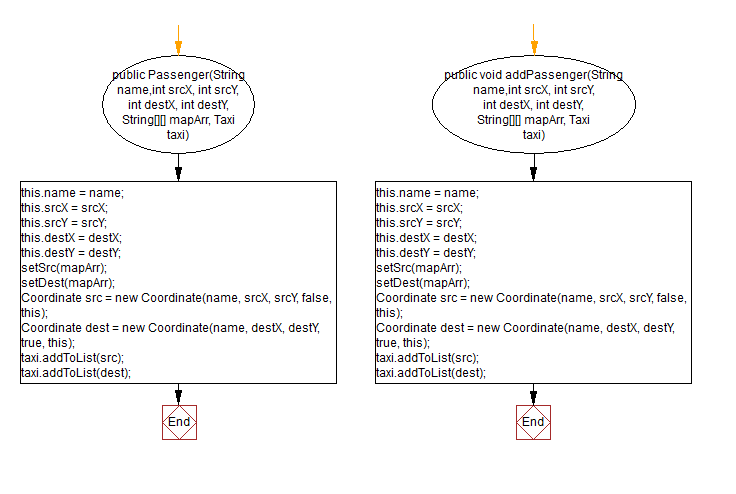 public Passenger(String
name,int srcX, int srcY,
int destX, int destY,
String[][] mapArr, Taxi
taxi)
this.name = name;
this.srcX = srcX;
this.srcY = srcY;
this.destX = destX;
this.destY = destY;
setSrc(mapArr);
setDest(mapArr);
Coordinate src = new Coordinate(name, srcX, srcY, false,
this);
Coordinate dest = new Coordinate(name, destX, destY,
true, this);
taxi.addToList(src);
taxi.addToList(dest);
End
public void addPassenger(String
name,int srcX, int srcY,
int destX, int destY,
String[][] mapArr, Taxi
taxi)
this.name = name;
this.srcX = srcX;
this.srcY = srcY;
this.destX = destX;
this.destY = destY;
setSrc(mapArr);
setDest(mapArr);
Coordinate src = new Coordinate(name, srcX, srcY, false,
this);
Coordinate dest = new Coordinate(name, destX, destY,
true, this);
taxi.addToList(src);
taxi.addToList(dest);
End